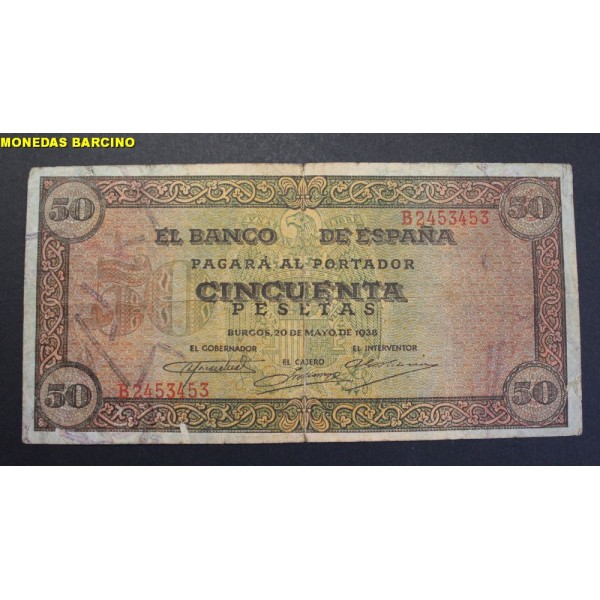 MONEDAS BARCINO
50
B2453453
50
EL BANCO DE ESPAÑA
PAGARÁ AL PORTADOR
CINCUENTA
PESETAS
BURGOS, 20 DE MAYO DE 1938
EL GOBERNADOR
EL CAJERO
EL INTERVENTOR
50
B2453453
50